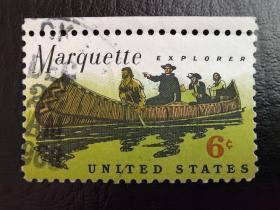 Marquette EXPLORER
6¢
UNITED STATES